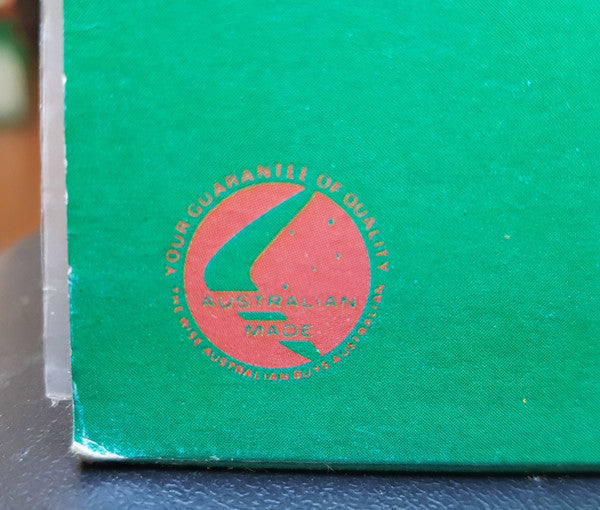 YOUR GUARANTEE OF QUALITY
AUSTRALIAN
MADE
THE WISE AUSTRALIAN BUYS AUSTRALIAN